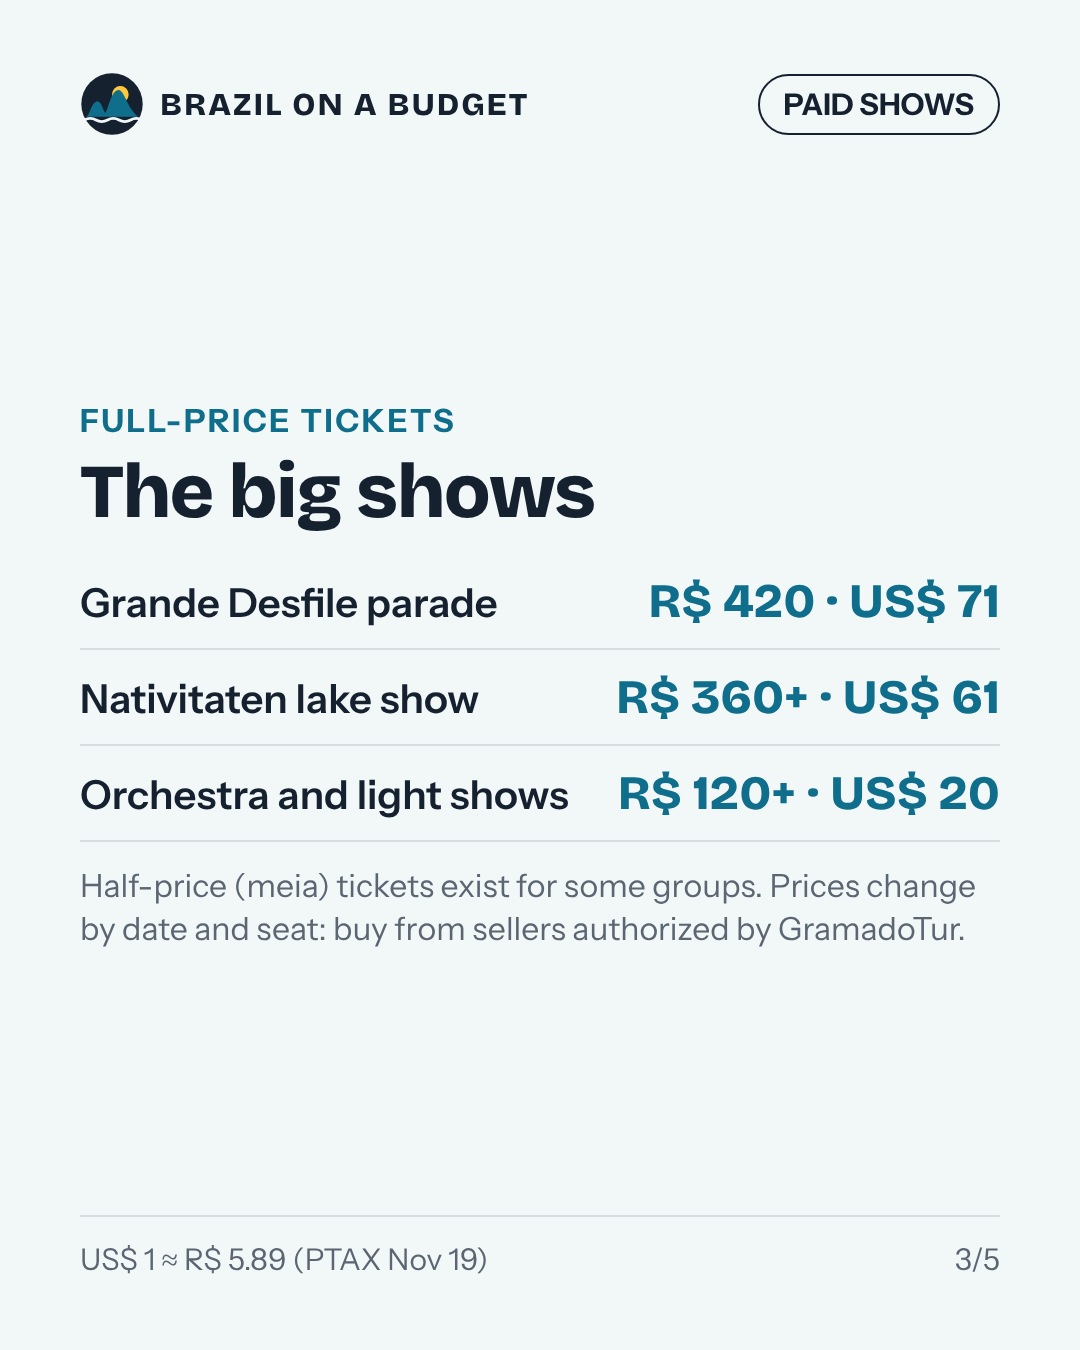 BRAZIL ON A BUDGET
PAID SHOWS
FULL-PRICE TICKETS
The big shows
Grande Desfile parade R$ 420 · US$ 71
Nativitaten lake show R$ 360+ · US$ 61
Orchestra and light shows R$ 120+ · US$ 20
Half-price (meia) tickets exist for some groups. Prices change
by date and seat: buy from sellers authorized by GramadoTur.
US$ 1 ≈ R$ 5.89 (PTAX Nov 19)
3/5